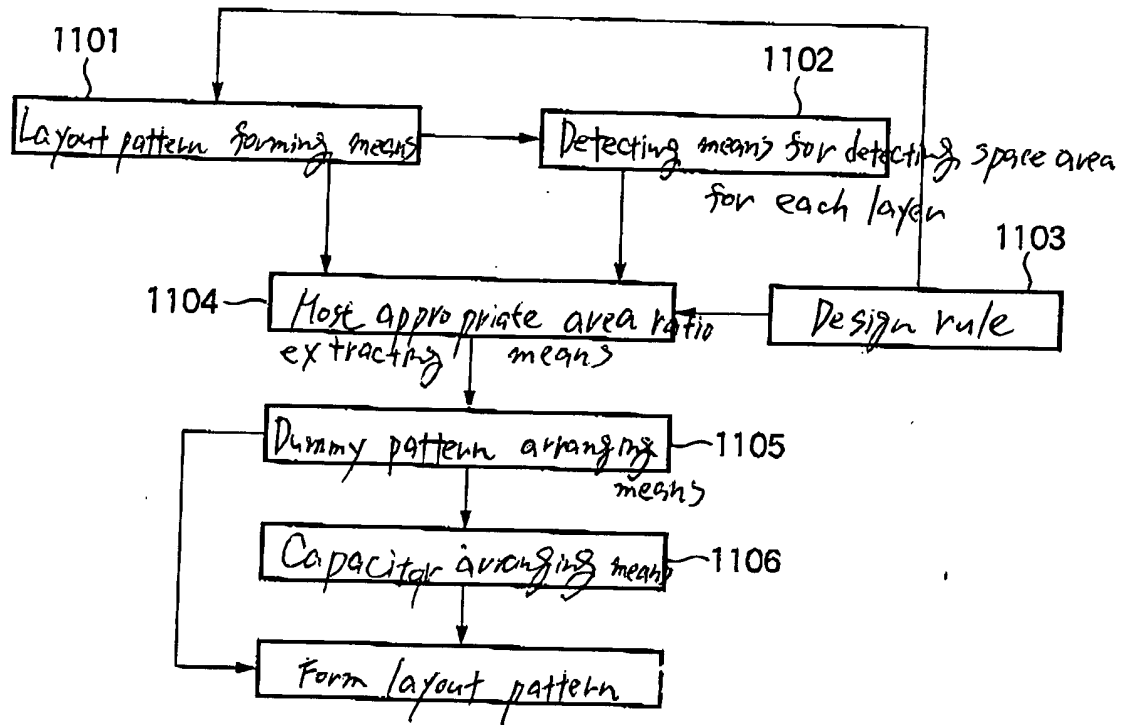 1101
1102
Layout pattern forming means
Detecting means for detecting space area
for each layer
1103
1104
Most appropriate area ratio
extracting means
Design rule
Dummy pattern arranging
means
1105
Capacitor arranging means
1106
Form layout pattern